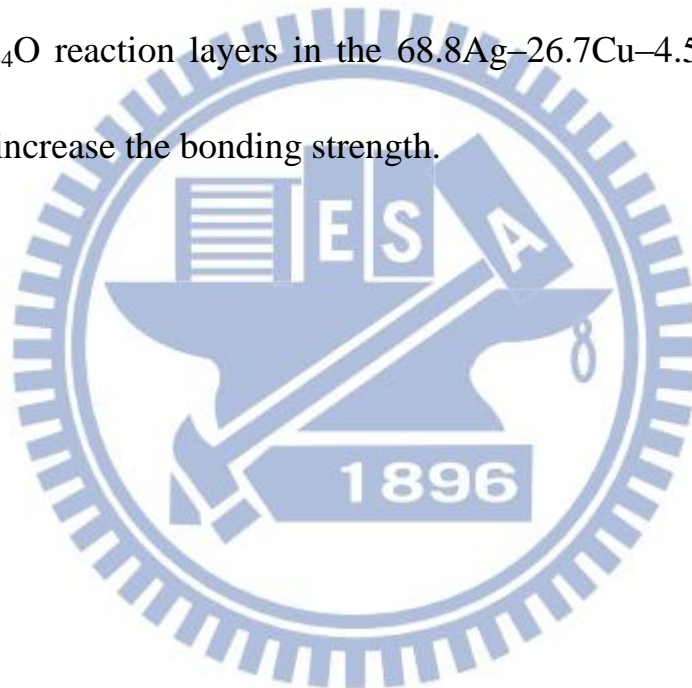 ₄O reaction layers in the 68.8Ag–26.7Cu–4.5
increase the bonding strength.
E S A
1896